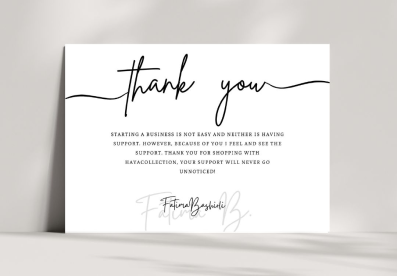 thank you
STARTING A BUSINESS IS NOT EASY AND NEITHER IS HAVING
SUPPORT. HOWEVER, BECAUSE OF YOU I FEEL AND SEE THE
SUPPORT. THANK YOU FOR SHOPPING WITH
HAYACOLLECTION, YOUR SUPPORT WILL NEVER GO
UNNOTICED!
Fatima B.